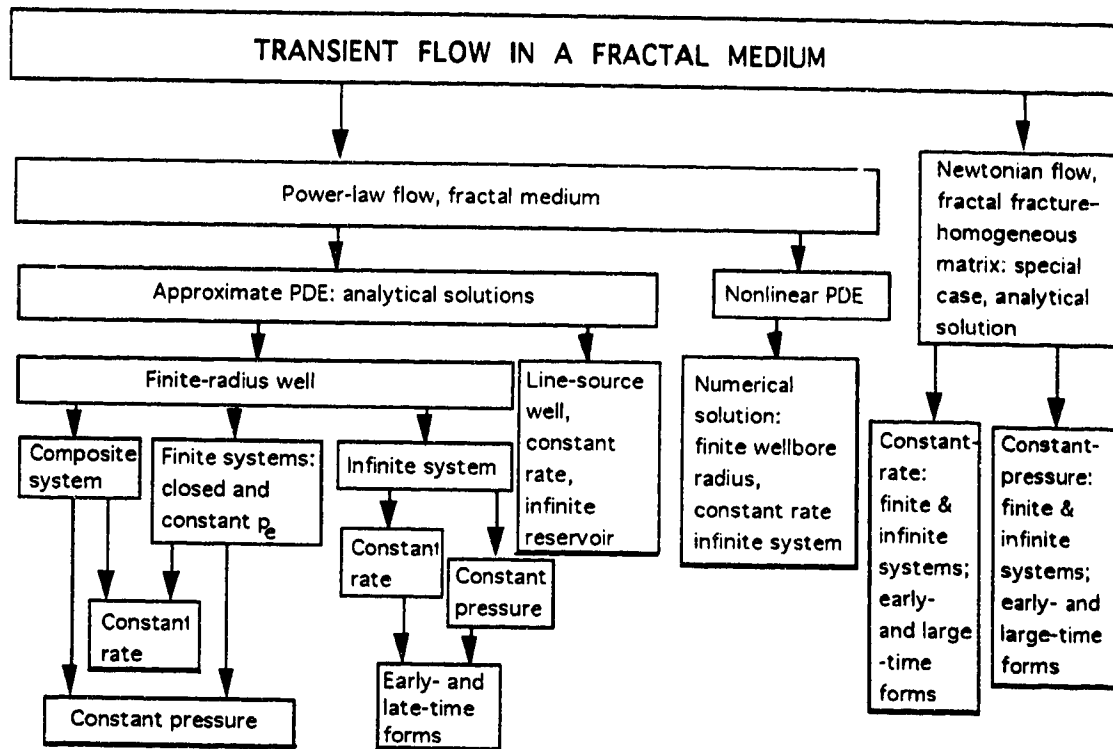 TRANSIENT FLOW IN A FRACTAL MEDIUM
Power-law flow, fractal medium
Newtonian flow,
fractal fracture-
homogeneous
matrix: special
case, analytical
solution
Approximate PDE: analytical solutions
Nonlinear PDE
Finite-radius well
Line-source
well,
constant
rate,
infinite
reservoir
Numerical
solution:
finite wellbore
radius,
constant rate
infinite system
Composite
system
Finite systems:
closed and
constant pe
Infinite system
Constant-
rate:
finite &
infinite
systems;
early-
and large
-time
forms
Constant-
pressure:
finite &
infinite
systems;
early- and
large-time
forms
Constant
rate
Constant
pressure
Constant
rate
Constant pressure
Early- and
late-time
forms